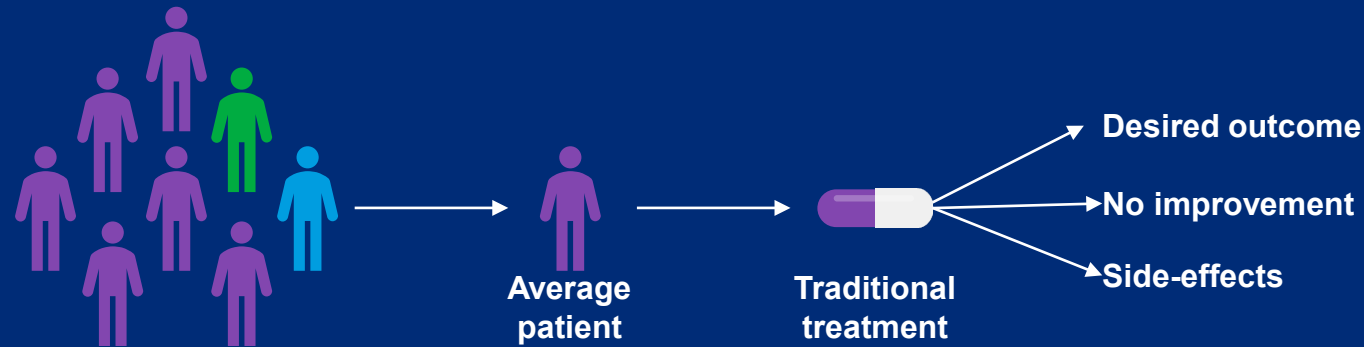 Average
patient
Traditional
treatment
Desired outcome
No improvement
Side-effects